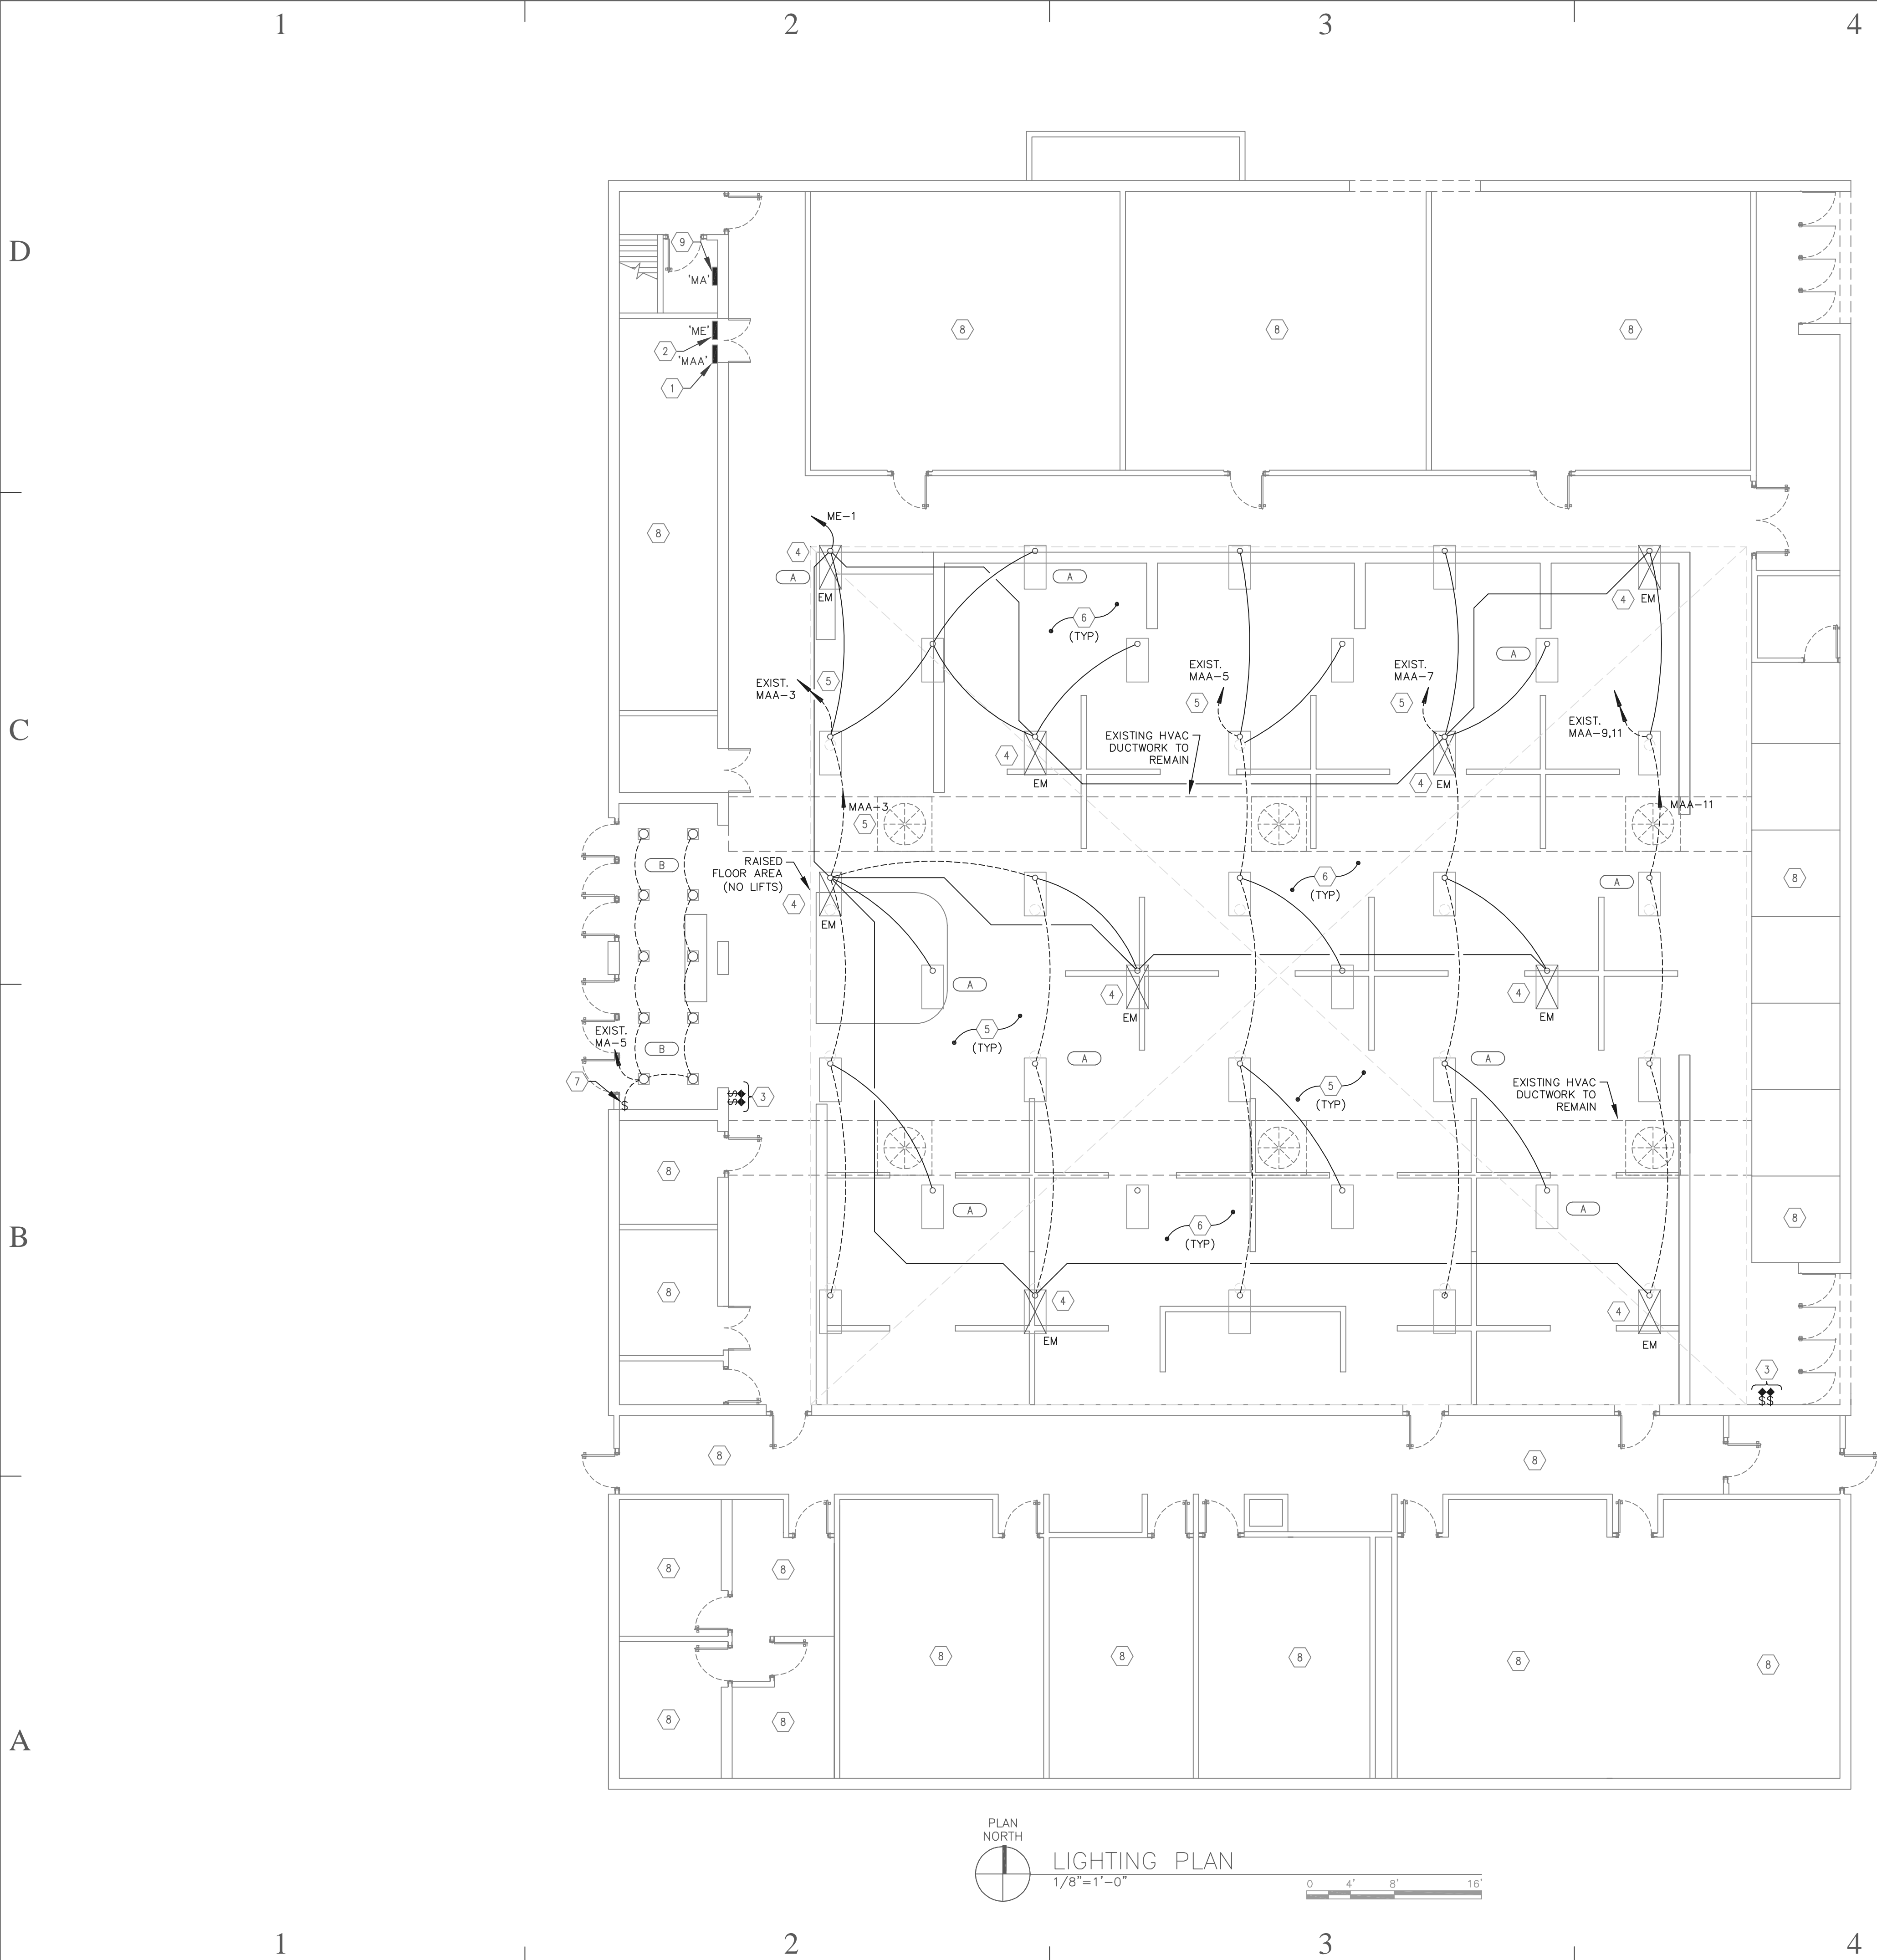 1
2
3
4
D
9
'MA'
'ME'
2
'MAA'
1
8
8
8
8
ME-1
4
A
EM
A
6
(TYP)
4
EM
A
5
EXIST.
MAA-3
EXIST.
MAA-5
5
EXIST.
MAA-7
5
EXIST.
MAA-9,11
C
EXISTING HVAC
DUCTWORK TO
REMAIN
4
EM
4
EM
MAA-3
5
MAA-11
B
RAISED
FLOOR AREA
(NO LIFTS)
4
EM
6
(TYP)
A
8
A
4
EM
4
EM
5
(TYP)
EXIST.
MA-5
B
A
A
7
$
$
$
3
5
(TYP)
EXISTING HVAC
DUCTWORK TO
REMAIN
8
A
A
6
(TYP)
8
B
8
4
EM
4
EM
3
$$
8
8
8
8
8
8
8
8
8
8
8
A
PLAN
NORTH
LIGHTING PLAN
1/8"=1'-0"
0 4' 8' 16'
1
2
3
4